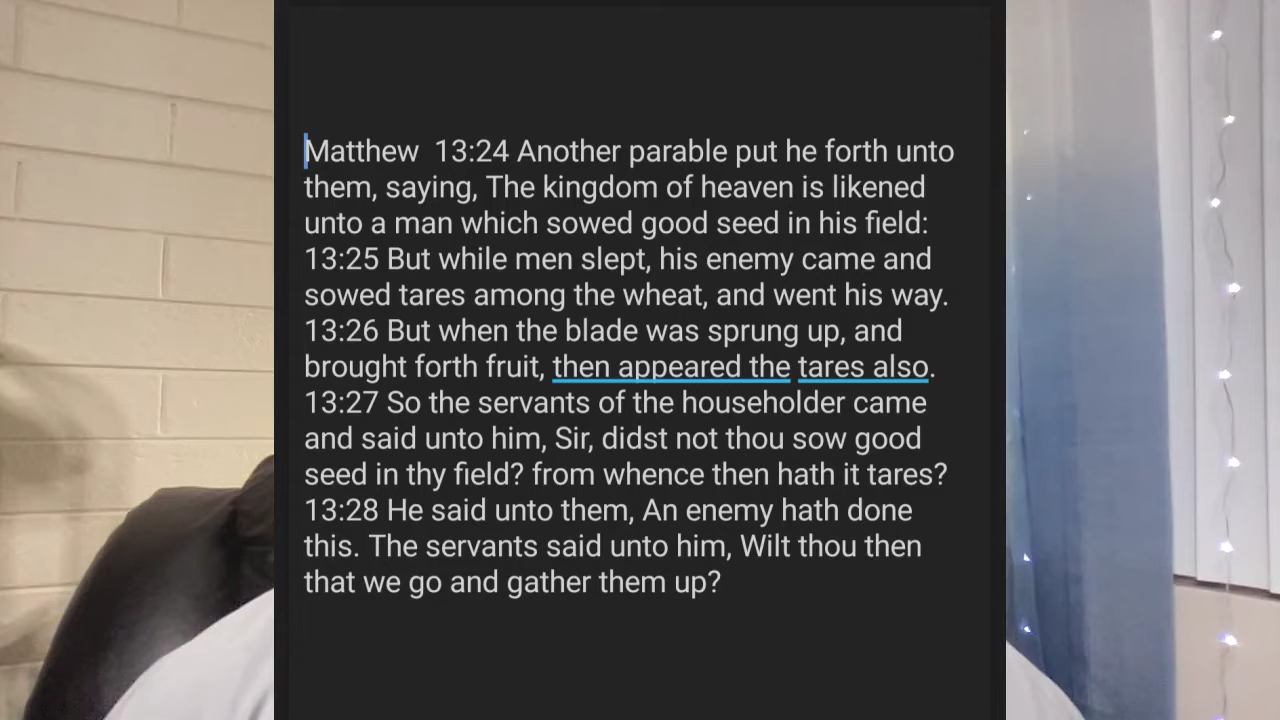 Matthew  13:24 Another parable put he forth unto
them, saying, The kingdom of heaven is likened
unto a man which sowed good seed in his field:
13:25 But while men slept, his enemy came and
sowed tares among the wheat, and went his way.
13:26 But when the blade was sprung up, and
brought forth fruit, then appeared the tares also.
13:27 So the servants of the householder came
and said unto him, Sir, didst not thou sow good
seed in thy field? from whence then hath it tares?
13:28 He said unto them, An enemy hath done
this. The servants said unto him, Wilt thou then
that we go and gather them up?